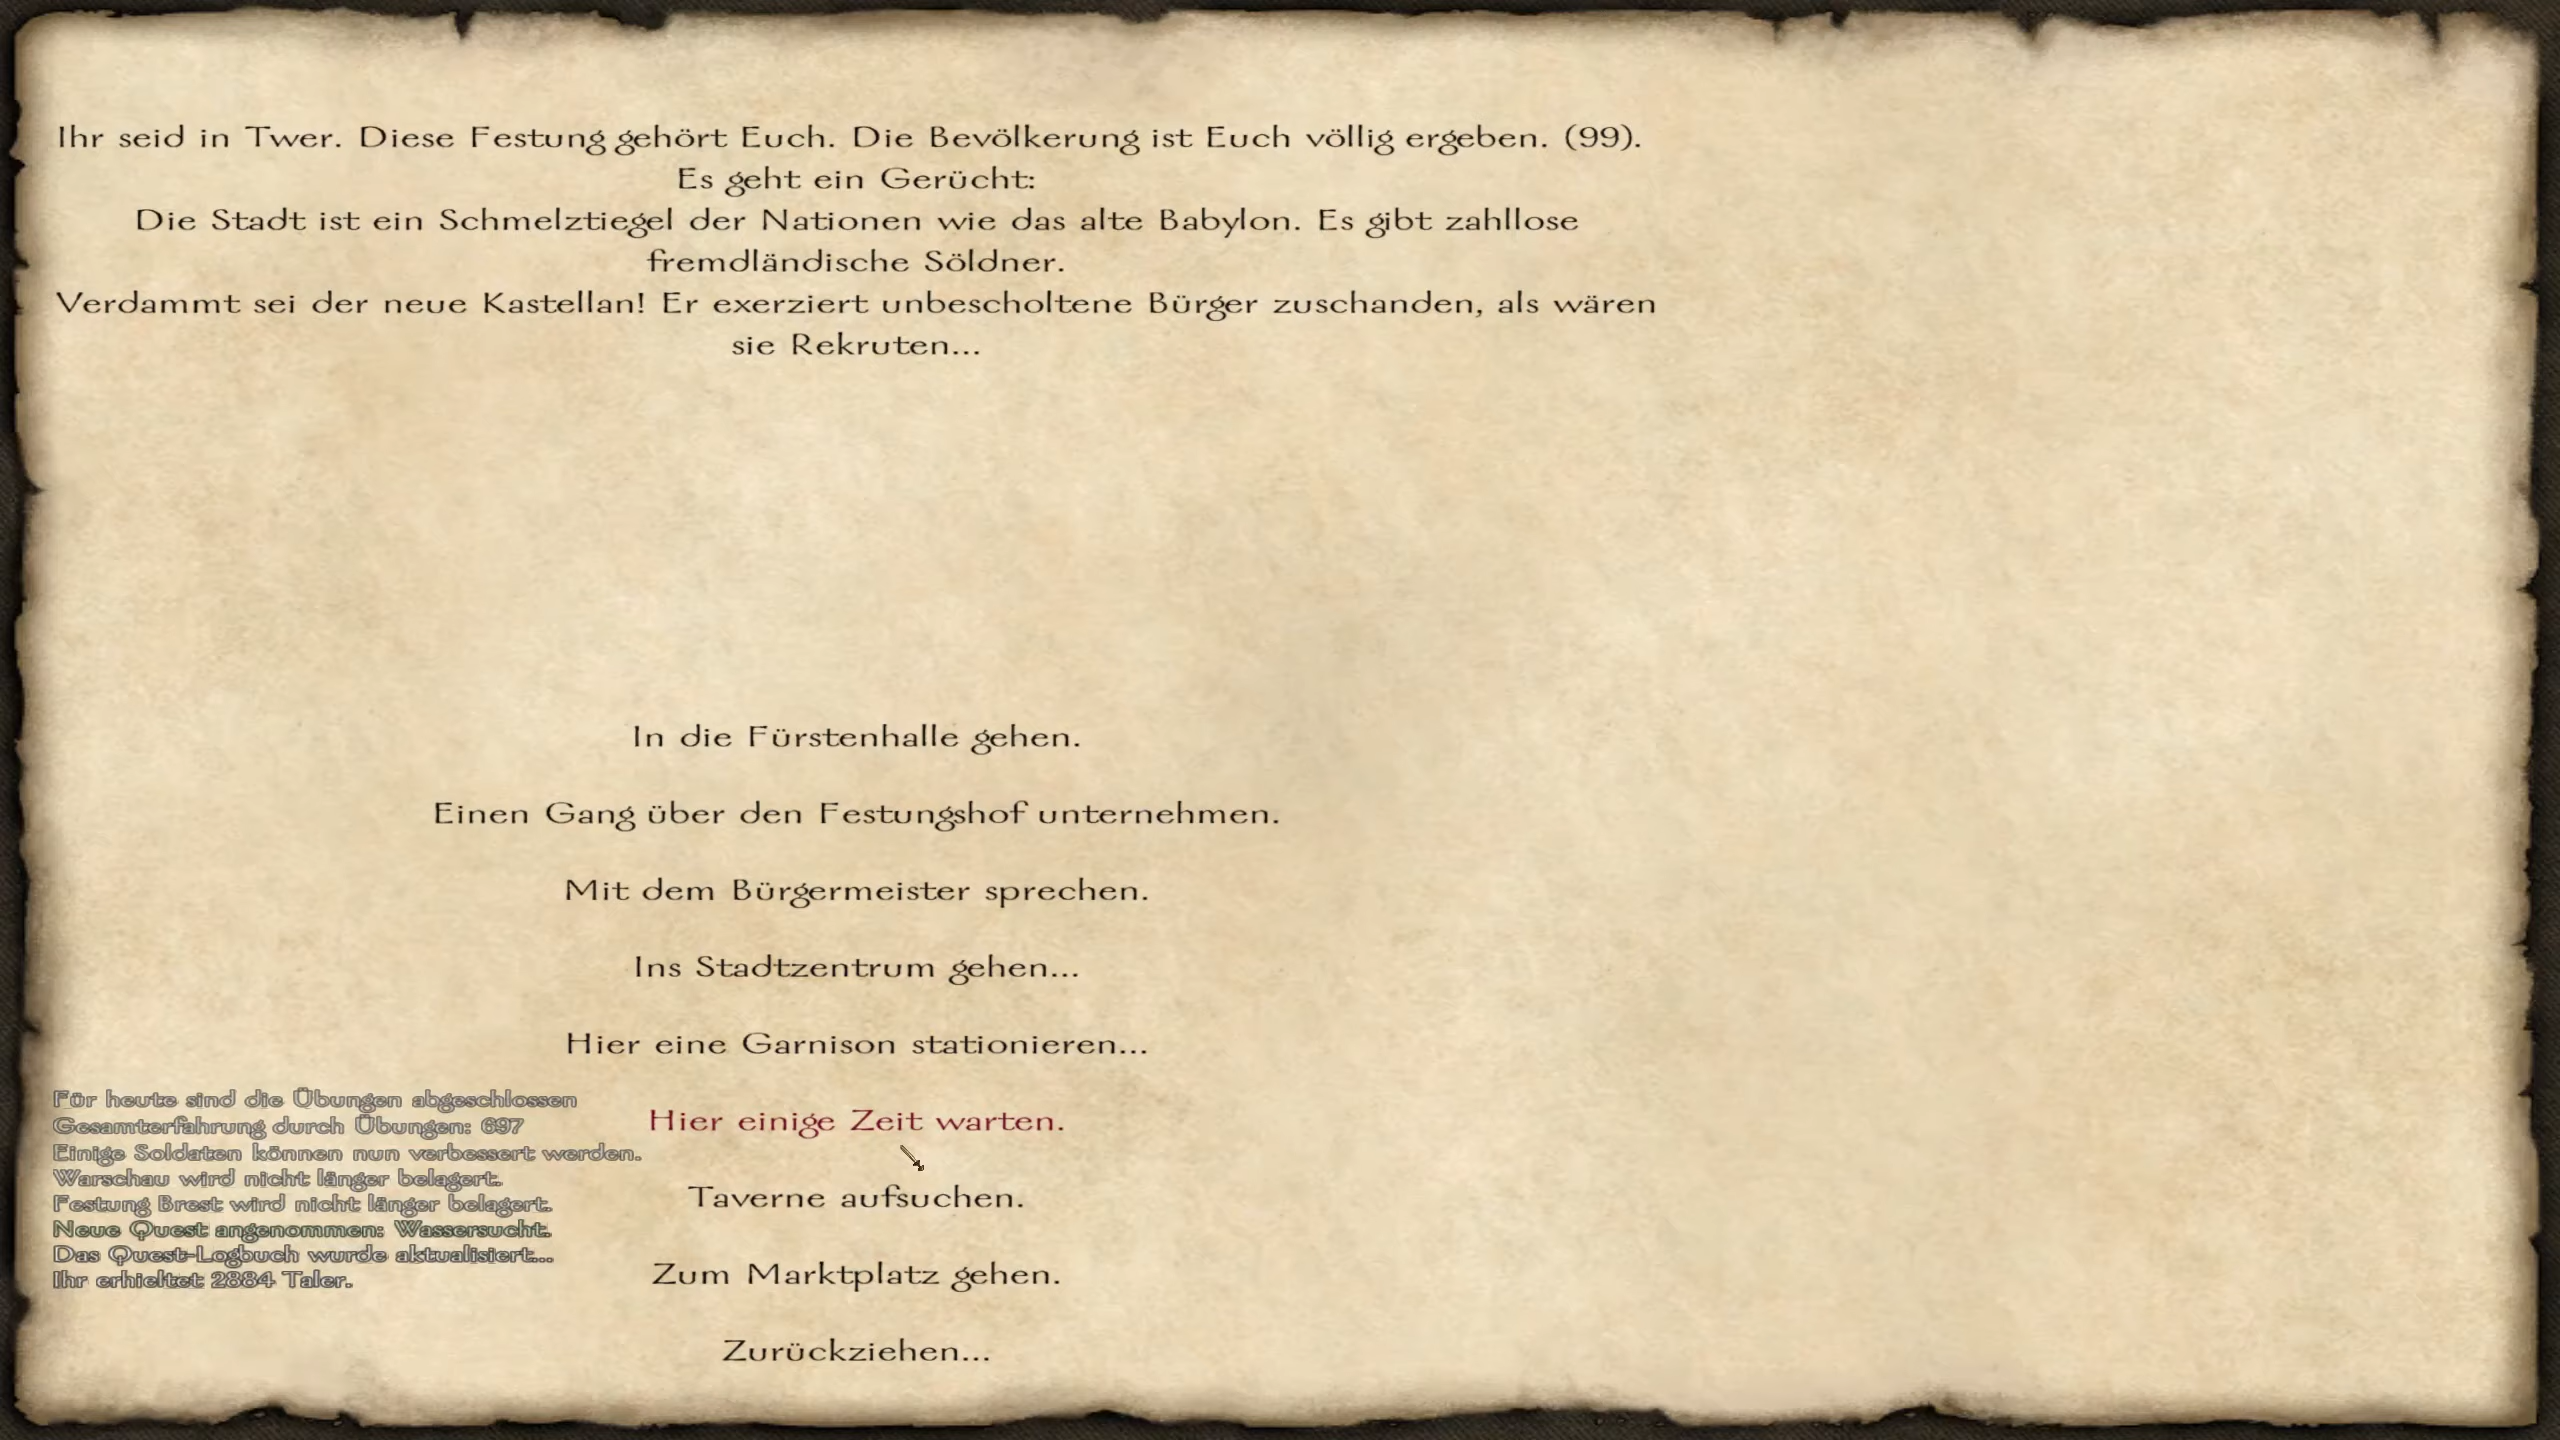 Ihr seid in Twer. Diese Festung gehört Euch. Die Bevölkerung ist Euch völlig ergeben. (99).
Es geht ein Gerücht:
Die Stadt ist ein Schmelztiegel der Nationen wie das alte Babylon. Es gibt zahllose
fremdländische Söldner.
Verdammt sei der neue Kastellan! Er exerziert unbescholtene Bürger zuschanden, als wären
sie Rekruten...
In die Fürstenhalle gehen.
Einen Gang über den Festungshof unternehmen.
Mit dem Bürgermeister sprechen.
Ins Stadtzentrum gehen...
Hier eine Garnison stationieren...
Hier einige Zeit warten.
Taverne aufsuchen.
Zum Marktplatz gehen.
Zurückziehen...
Für heute sind die Übungen abgeschlossen
Gesamterfahrung durch Übungen: 697
Einige Soldaten können nun verbessert werden.
Warschau wird nicht länger belagert.
Festung Brest wird nicht länger belagert.
Neue Quest angenommen: Wassersucht.
Das Quest-Logbuch wurde aktualisiert...
Ihr erhieltet 2884 Taler.